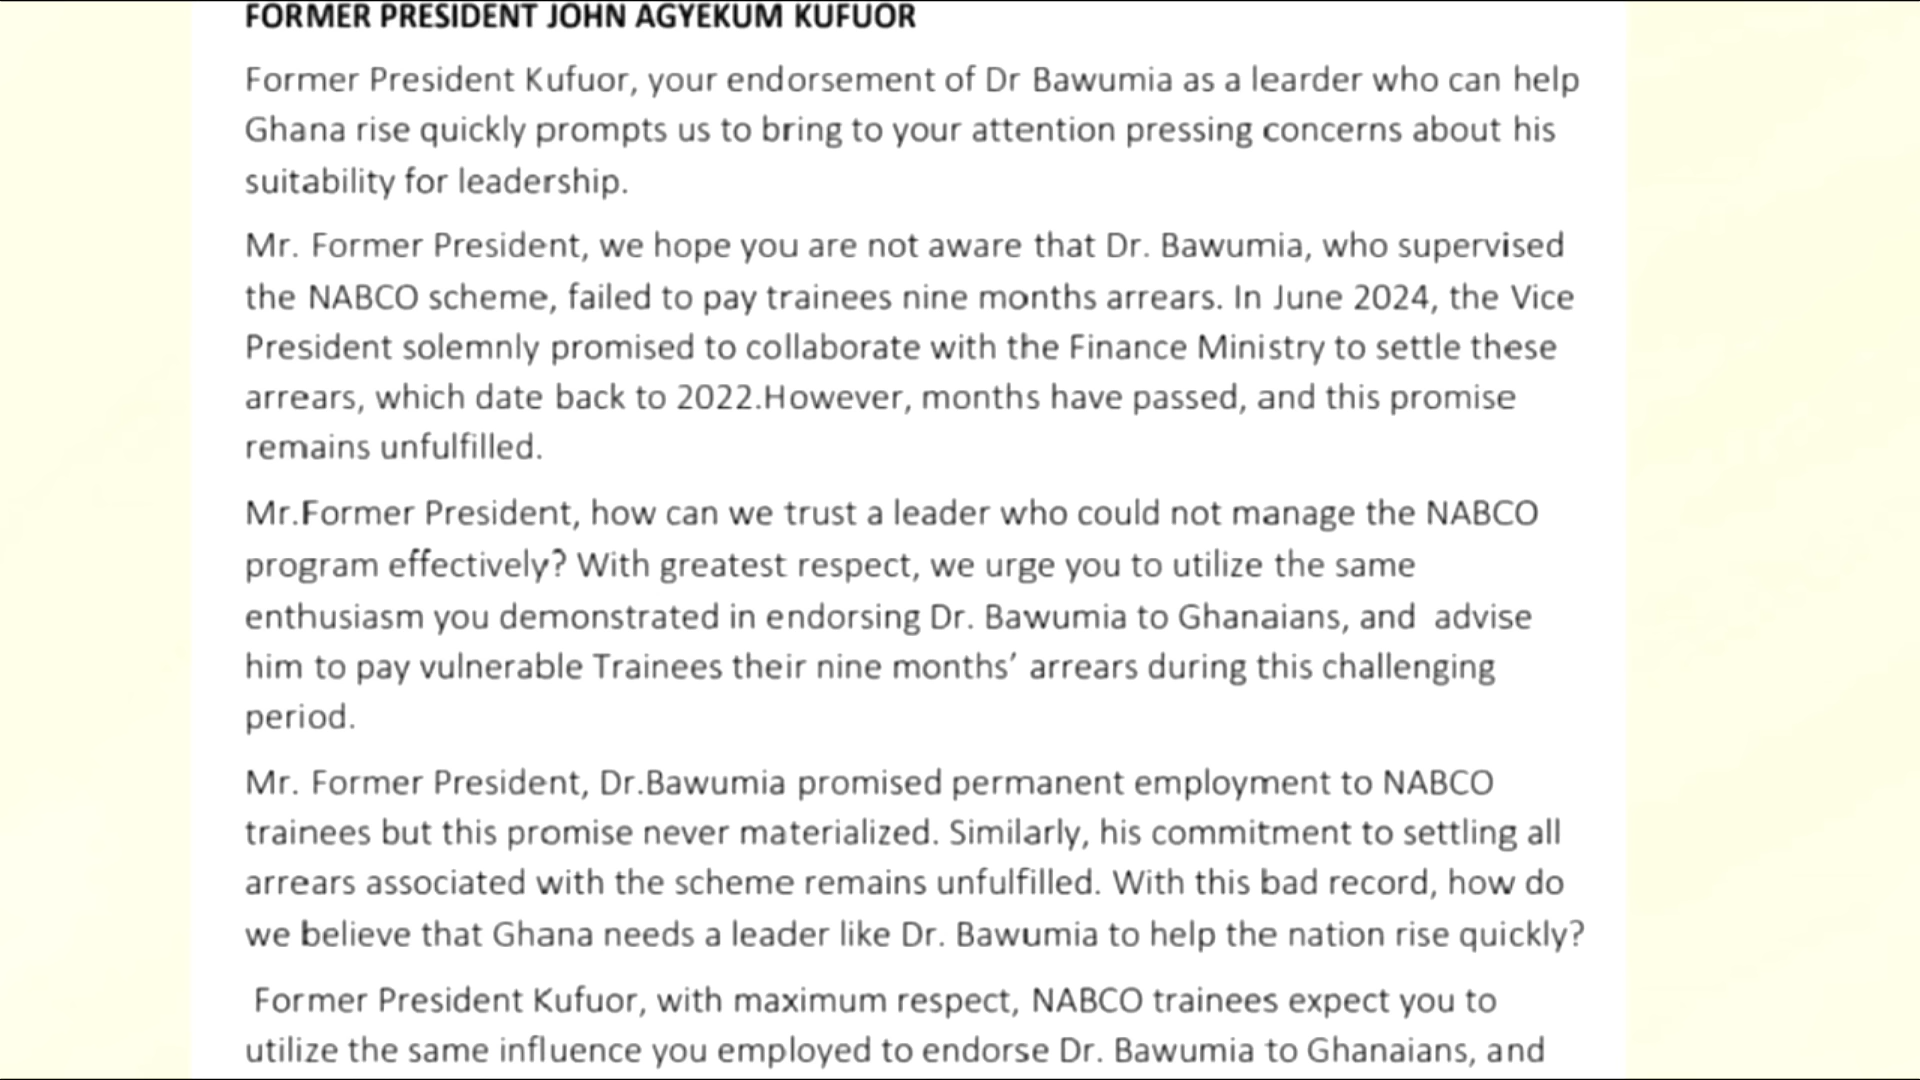 FORMER PRESIDENT JOHN AGYEKUM KUFUOR
Former President Kufuor, your endorsement of Dr Bawumia as a learder who can help
Ghana rise quickly prompts us to bring to your attention pressing concerns about his
suitability for leadership.
Mr. Former President, we hope you are not aware that Dr. Bawumia, who supervised
the NABCO scheme, failed to pay trainees nine months arrears. In June 2024, the Vice
President solemnly promised to collaborate with the Finance Ministry to settle these
arrears, which date back to 2022.However, months have passed, and this promise
remains unfulfilled.
Mr.Former President, how can we trust a leader who could not manage the NABCO
program effectively? With greatest respect, we urge you to utilize the same
enthusiasm you demonstrated in endorsing Dr. Bawumia to Ghanaians, and  advise
him to pay vulnerable Trainees their nine months’ arrears during this challenging
period.
Mr. Former President, Dr.Bawumia promised permanent employment to NABCO
trainees but this promise never materialized. Similarly, his commitment to settling all
arrears associated with the scheme remains unfulfilled. With this bad record, how do
we believe that Ghana needs a leader like Dr. Bawumia to help the nation rise quickly?
Former President Kufuor, with maximum respect, NABCO trainees expect you to
utilize the same influence you employed to endorse Dr. Bawumia to Ghanaians, and